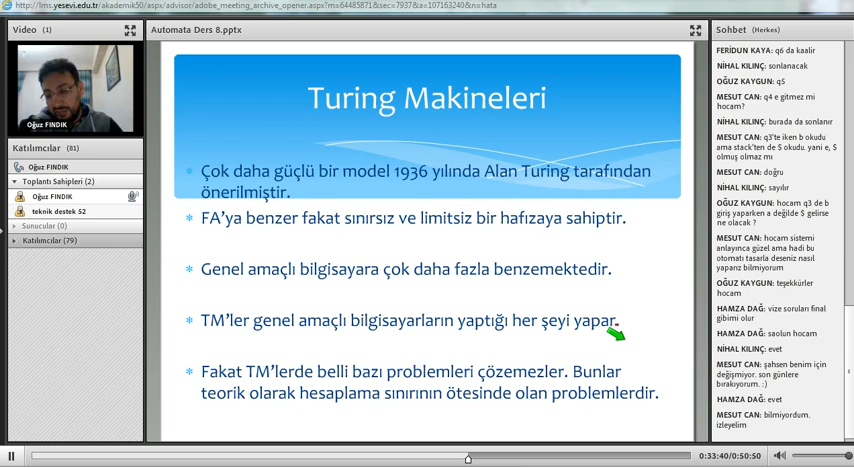 http://lms.yesevi.edu.tr/akademik50/aspx/advisor/adobe_meeting_archive_opener.aspx?m=64485871&sec=7937&a=107163240&n=hata
Video (1)
Oğuz FINDIK
Katılımcılar (81)
Oğuz FINDIK
Toplantı Sahipleri (2)
Oğuz FINDIK
teknik destek 52
Sunucular (0)
Katılımcılar (79)
Automata Ders 8.pptx
Turing Makineleri
* Çok daha güçlü bir model 1936 yılında Alan Turing tarafından
önerilmiştir.
* FA'ya benzer fakat sınırsız ve limitsiz bir hafızaya sahiptir.
* Genel amaçlı bilgisayara çok daha fazla benzemektedir.
* TM'ler genel amaçlı bilgisayarların yaptığı her şeyi yapar.
* Fakat TM'lerde belli bazı problemleri çözemezler. Bunlar
teorik olarak hesaplama sınırının ötesinde olan problemlerdir.
Sohbet (Herkes)
FERİDUN KAYA: q6 da kaalir
NİHAL KILINÇ: sonlanacak
OĞUZ KAYGUN: q5
MESUT CAN: q4 e gitmez mi
hocam?
NİHAL KILINÇ: burada da sonlanır
MESUT CAN: q3'te iken b okudu
ama stack'ten de $ okudu. yani e, $
olmuş olmaz mı
MESUT CAN: doğru
NİHAL KILINÇ: sayılır
OĞUZ KAYGUN: hocam q3 de b
giriş yaparken a değilde $ gelirse
ne olacak ?
MESUT CAN: hocam sistemi
anlayınca güzel ama hadi bu
otomatı tasarla deseniz nasıl
yaparız bilmiyorum
OĞUZ KAYGUN: teşekkürler
hocam
HAMZA DAĞ: vize soruları final
gibimi olur
HAMZA DAĞ: saolun hocam
NİHAL KILINÇ: evet
MESUT CAN: şahsen benim için
değişmiyor. son günlere
bırakıyorum. :)
HAMZA DAĞ: evet
MESUT CAN: bilmiyordum.
izleyelim
0:33:40/0:50:50